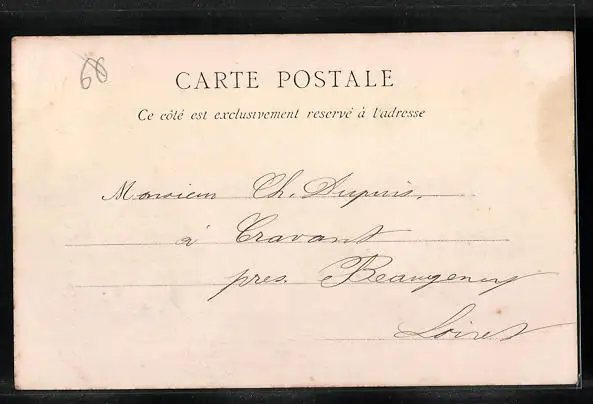 68
CARTE POSTALE
Ce côté est exclusivement reservé à l'adresse
Monsieur Ch. Dupuis,
à Cravant
près. Beaugency
Loiret